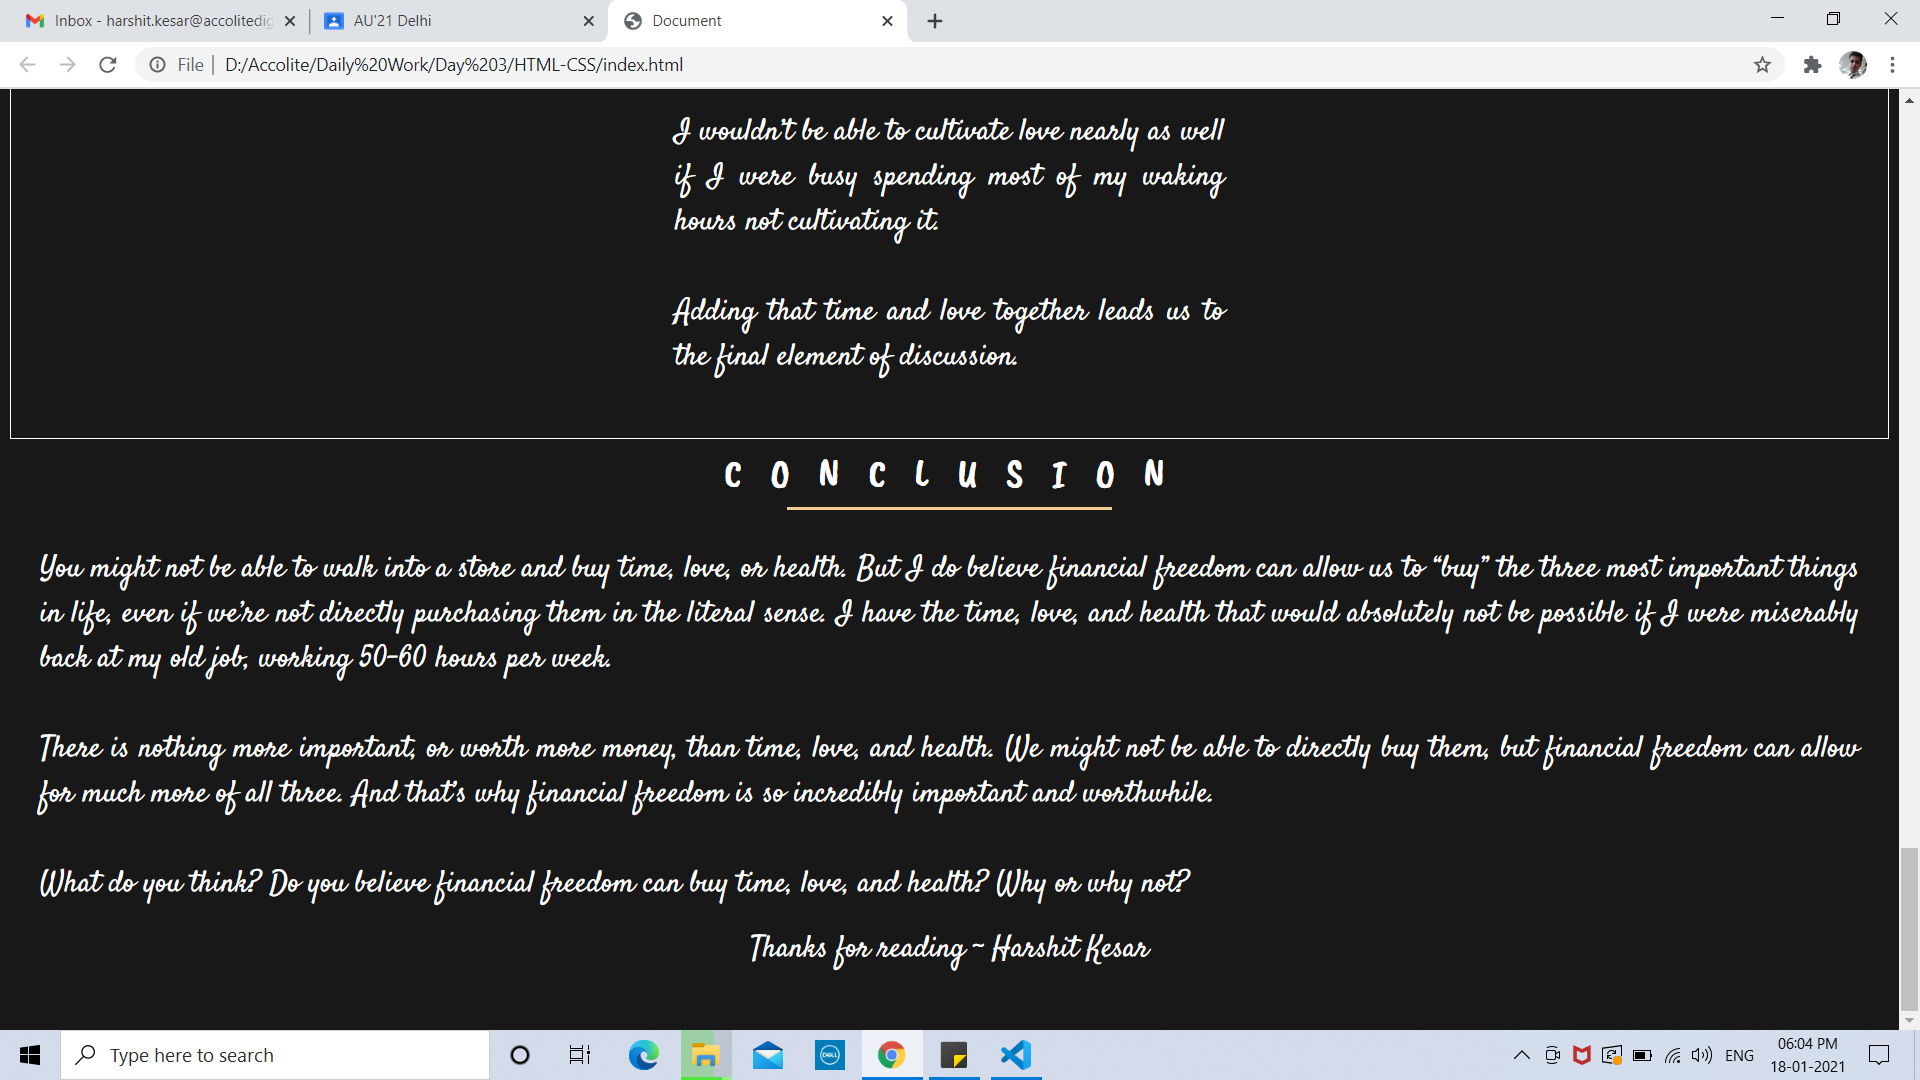 Inbox - harshit.kesar@accolitedig
AU'21 Delhi
Document
File
D:/Accolite/Daily%20Work/Day%203/HTML-CSS/index.html
I wouldn't be able to cultivate love nearly as well
if I were busy spending most of my waking
hours not cultivating it.
Adding that time and love together leads us to
the final element of discussion.
CONCLUSION
You might not be able to walk into a store and buy time, love, or health. But I do believe financial freedom can allow us to “buy” the three most important things
in life, even if we’re not directly purchasing them in the literal sense. I have the time, love, and health that would absolutely not be possible if I were miserably
back at my old job, working 50–60 hours per week.
There is nothing more important, or worth more money, than time, love, and health. We might not be able to directly buy them, but financial freedom can allow
for much more of all three. And that’s why financial freedom is so incredibly important and worthwhile.
What do you think? Do you believe financial freedom can buy time, love, and health? Why or why not?
Thanks for reading ~ Harshit Kesar
Type here to search
DELL
ENG
06:04 PM
18-01-2021